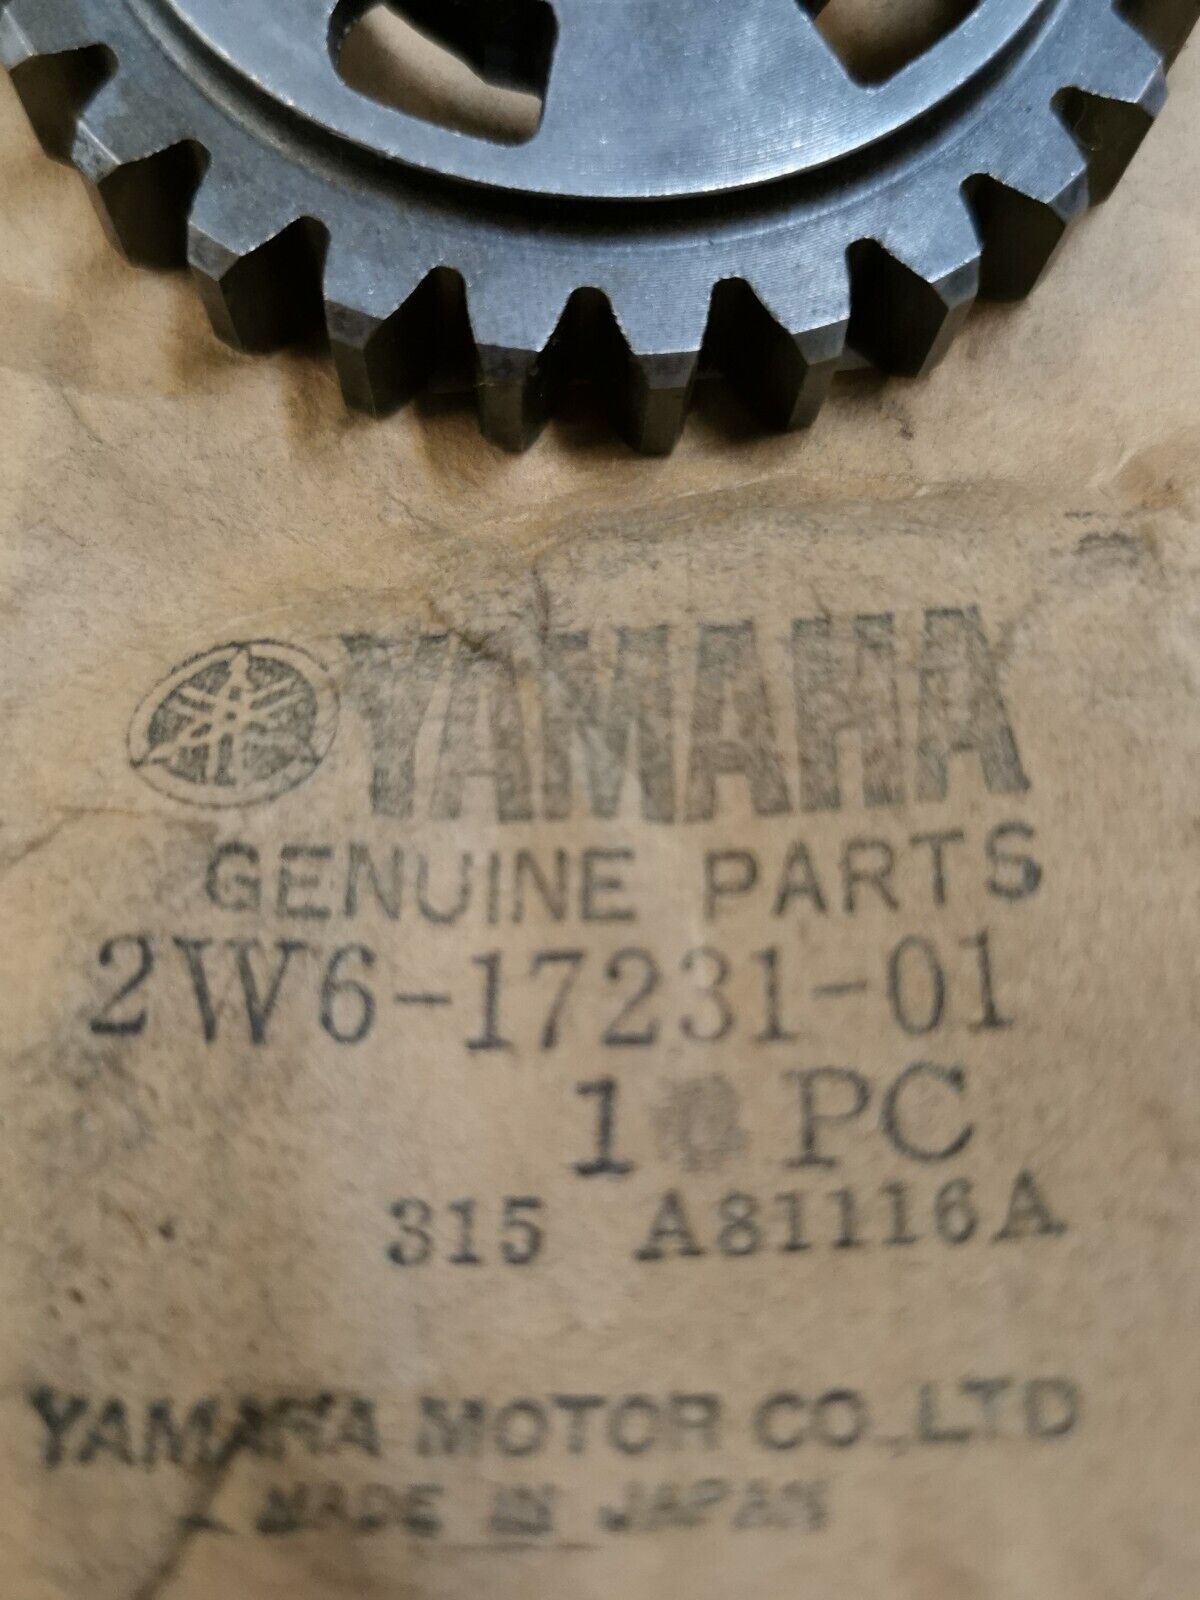 YAMAHA
GENUINE PARTS
2W6-17231-01
1 PC
315 A81116A
YAMAHA MOTOR CO.,LTD
MADE IN JAPAN